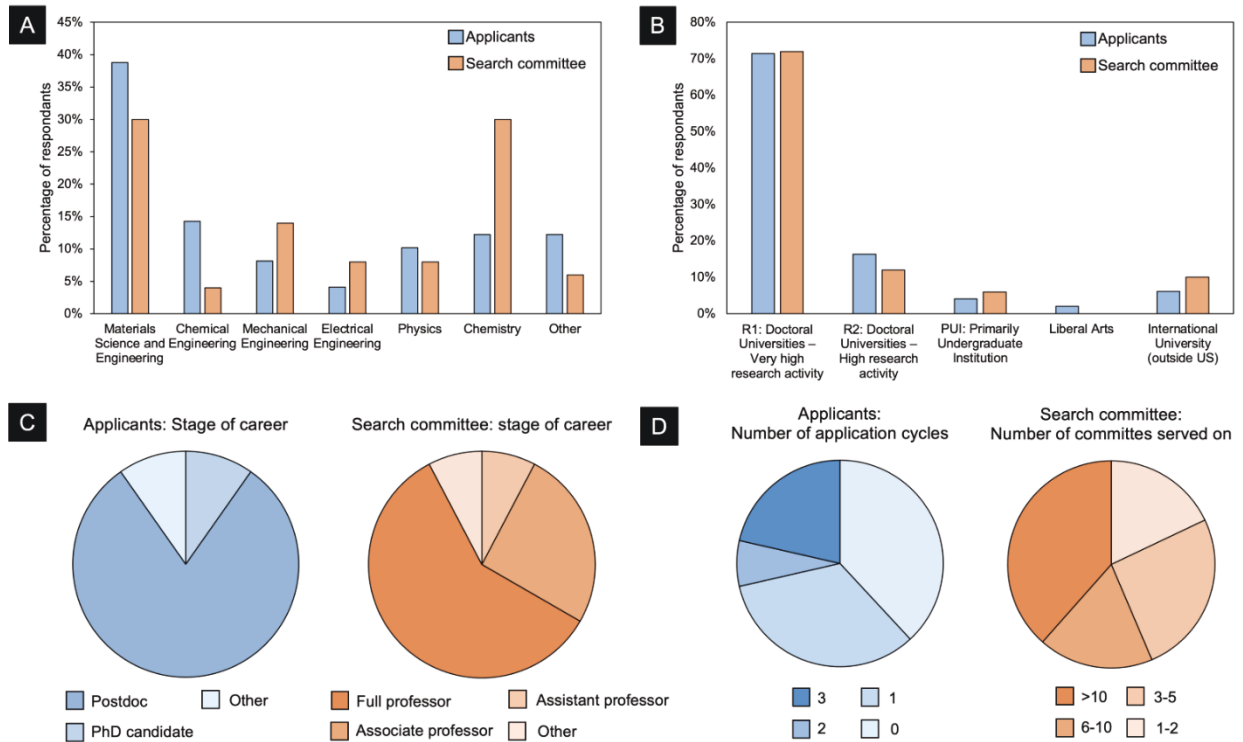 A
45%
40%
35%
30%
25%
20%
15%
10%
5%
0%
Percentage of respondants
Applicants
Search committee
Materials
Science and
Engineering
Chemical
Engineering
Mechanical
Engineering
Electrical
Engineering
Physics
Chemistry
Other
B
80%
70%
60%
50%
40%
30%
20%
10%
0%
Percentage of respondants
Applicants
Search committee
R1: Doctoral
Universities –
Very high
research activity
R2: Doctoral
Universities –
High research
activity
PUI: Primarily
Undergraduate
Institution
Liberal Arts
International
University
(outside US)
C
Applicants: Stage of career
Search committee: stage of career
Postdoc
Other
PhD candidate
Full professor
Assistant professor
Associate professor
Other
D
Applicants:
Number of application cycles
Search committee:
Number of committes served on
3
1
2
0
>10
3-5
6-10
1-2